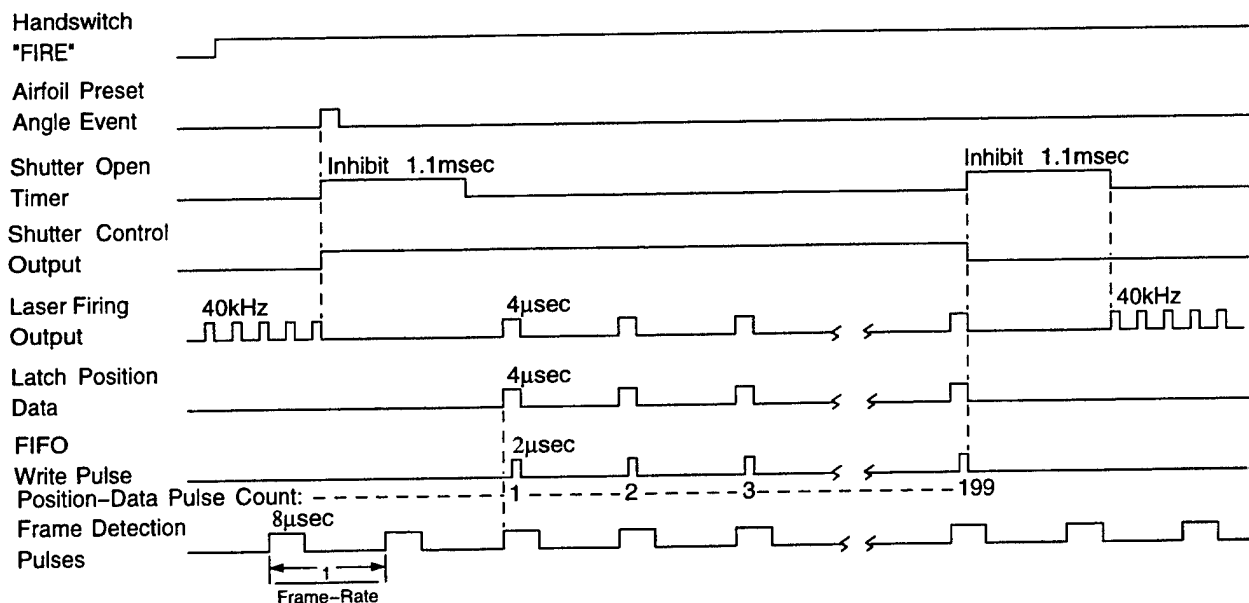 Handswitch
"FIRE"
Airfoil Preset
Angle Event
Shutter Open
Timer
Inhibit 1.1msec
Inhibit 1.1msec
Shutter Control
Output
Laser Firing
Output
40kHz
4μsec
40kHz
Latch Position
Data
4μsec
FIFO
Write Pulse
2μsec
Position-Data Pulse Count: 1 2 3 199
Frame Detection
Pulses
8μsec
1
Frame-Rate